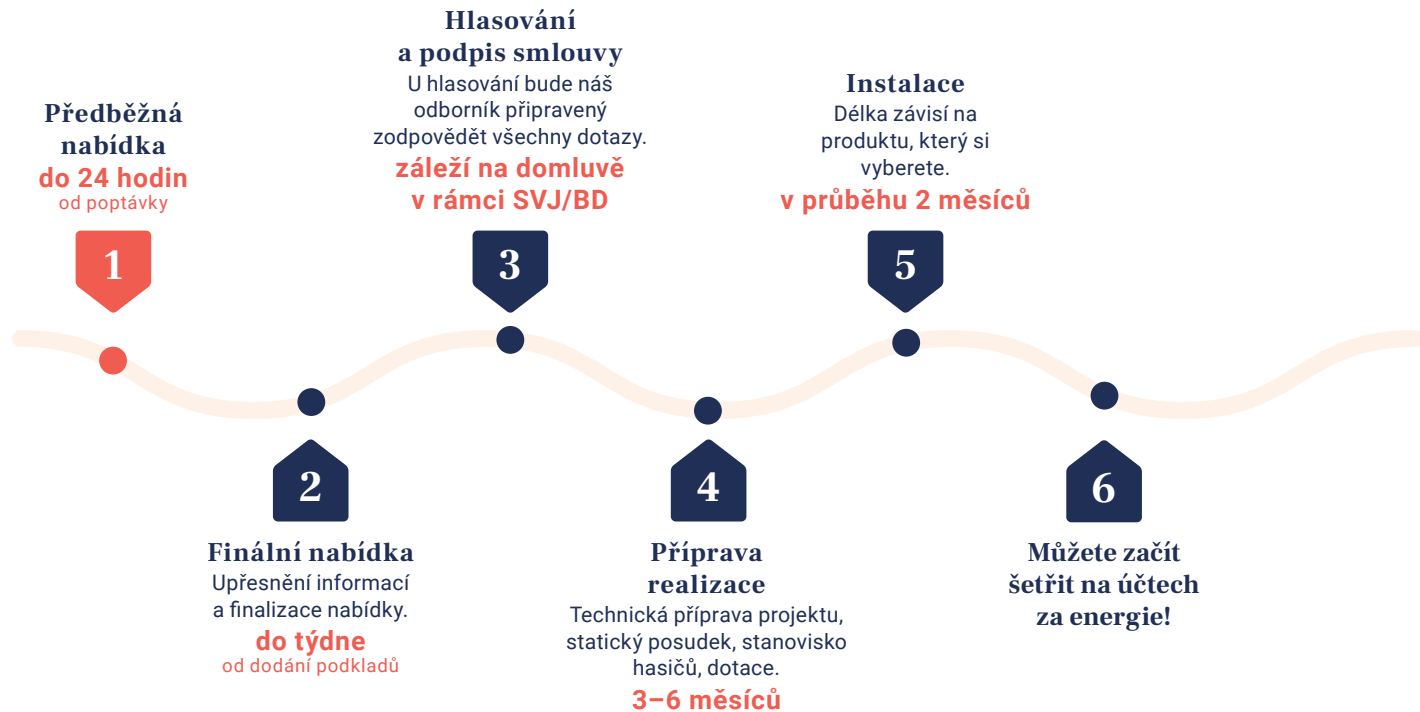 Předběžná
nabídka
do 24 hodin
od poptávky
1
2
Finální nabídka
Upřesnění informací
a finalizace nabídky.
do týdne
od dodání podkladů
Hlasování
a podpis smlouvy
U hlasování bude náš
odborník připravený
zodpovědět všechny dotazy.
záleží na domluvě
v rámci SVJ/BD
3
4
Příprava
realizace
Technická příprava projektu,
statický posudek, stanovisko
hasičů, dotace.
3–6 měsíců
Instalace
Délka závisí na
produktu, který si
vyberete.
v průběhu 2 měsíců
5
6
Můžete začít
šetřit na účtech
za energie!